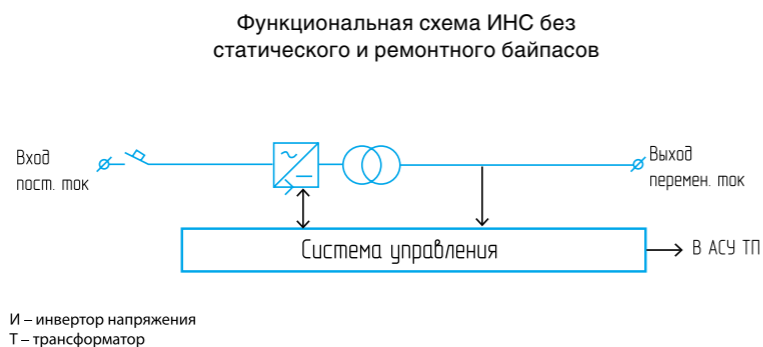 Функциональная схема ИНС без
статического и ремонтного байпасов
Вход
пост. ток
Выход
перемен. ток
Система управления
В АСУ ТП
И – инвертор напряжения
Т – трансформатор